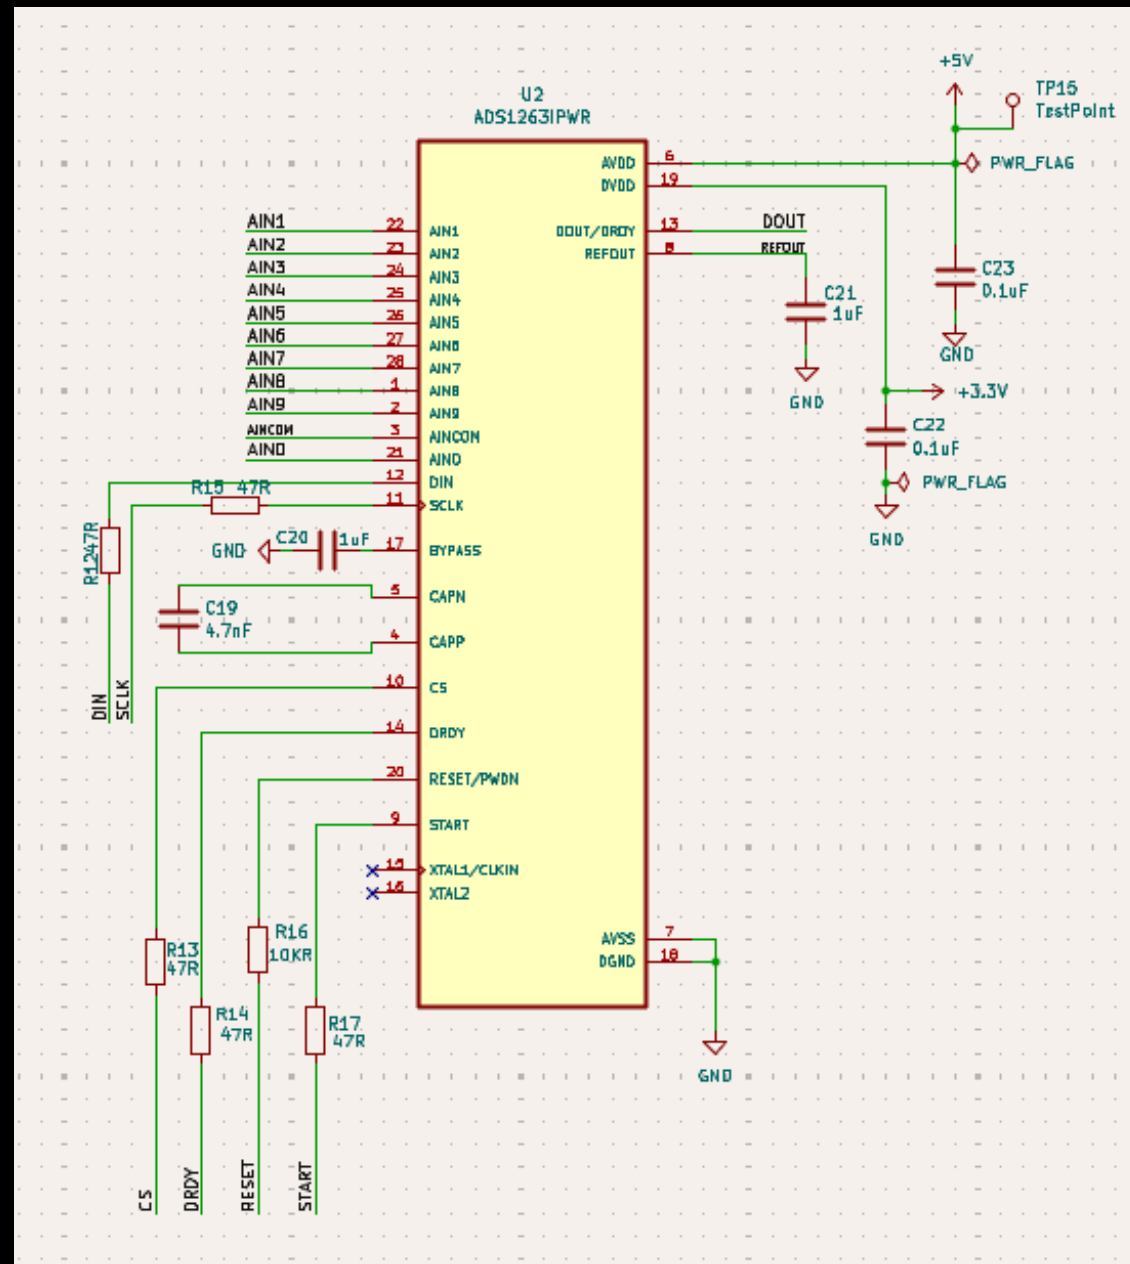 +5V
TP15
TestPoint
U2
ADS1263IPWR
AVDD 6
PWR_FLAG
DVDD 19
AIN1 22 AIN1
DOUT/DRDY 13 DOUT
AIN2 23 AIN2
REFOUT 8 REFOUT
AIN3 24 AIN3
C23
0.1uF
AIN4 25 AIN4
C21
1uF
AIN5 26 AIN5
AIN6 27 AIN6
GND
AIN7 28 AIN7
AIN8 1 AIN8
+3.3V
GND
AIN9 2 AIN9
AINCOM 3 AINCOM
C22
0.1uF
AIN0 21 AIN0
12 DIN
PWR_FLAG
R15 47R
11 SCLK
GND
R12 47R
GND C20 1uF 17 BYPASS
5 CAPN
C19
4.7nF
4 CAPP
DIN
SCLK
10 CS
14 DRDY
20 RESET/PWDN
9 START
15 XTAL1/CLKIN
16 XTAL2
AVSS 7
DGND 18
R13
47R
R16
10KR
R14
47R
R17
47R
GND
CS
DRDY
RESET
START